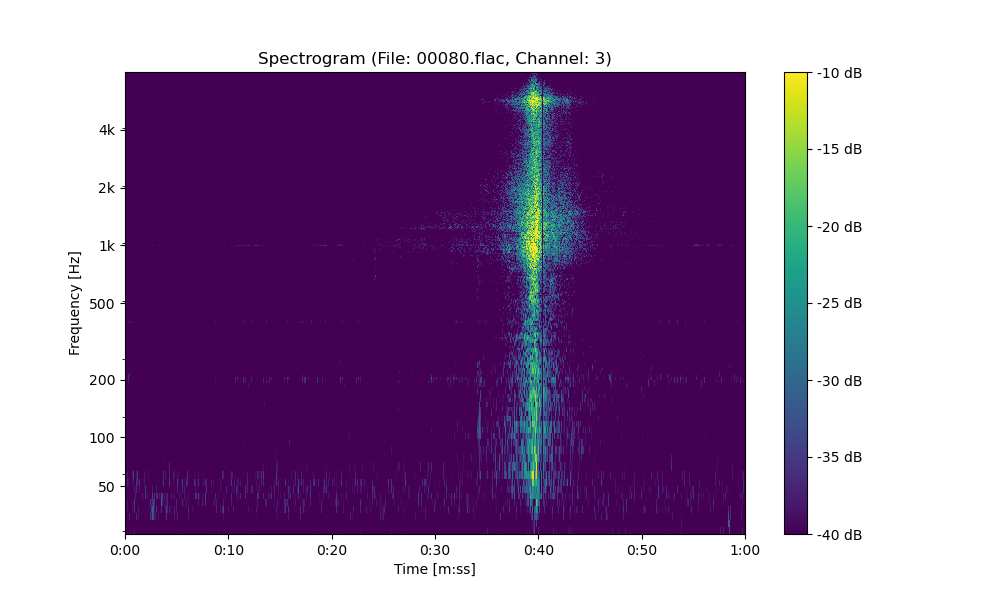 Spectrogram (File: 00080.flac, Channel: 3)
Frequency [Hz]
4k
2k
1k
500
200
100
50
0:00 0:10 0:20 0:30 0:40 0:50 1:00
Time [m:ss]
-10 dB
-15 dB
-20 dB
-25 dB
-30 dB
-35 dB
-40 dB